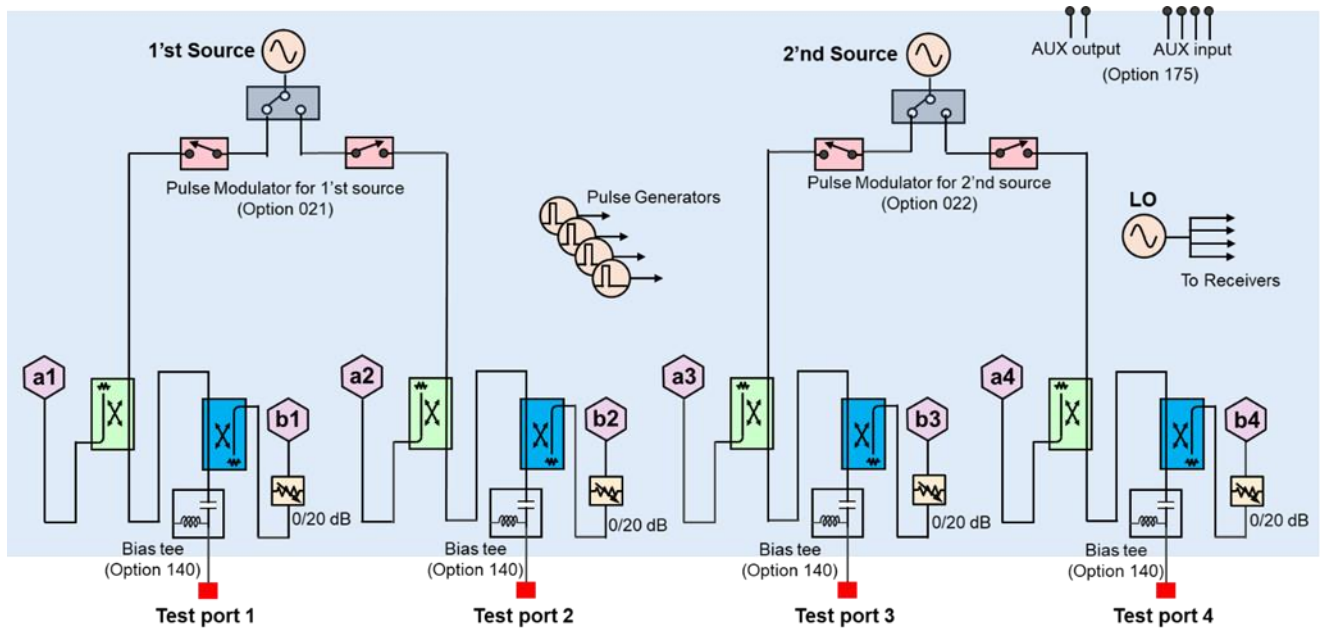 1'st Source
2'nd Source
AUX output
AUX input
(Option 175)
Pulse Modulator for 1'st source
(Option 021)
Pulse Generators
Pulse Modulator for 2'nd source
(Option 022)
LO
To Receivers
a1
b1
a2
b2
a3
b3
a4
b4
0/20 dB
0/20 dB
0/20 dB
0/20 dB
Bias tee
(Option 140)
Bias tee
(Option 140)
Bias tee
(Option 140)
Bias tee
(Option 140)
Test port 1
Test port 2
Test port 3
Test port 4